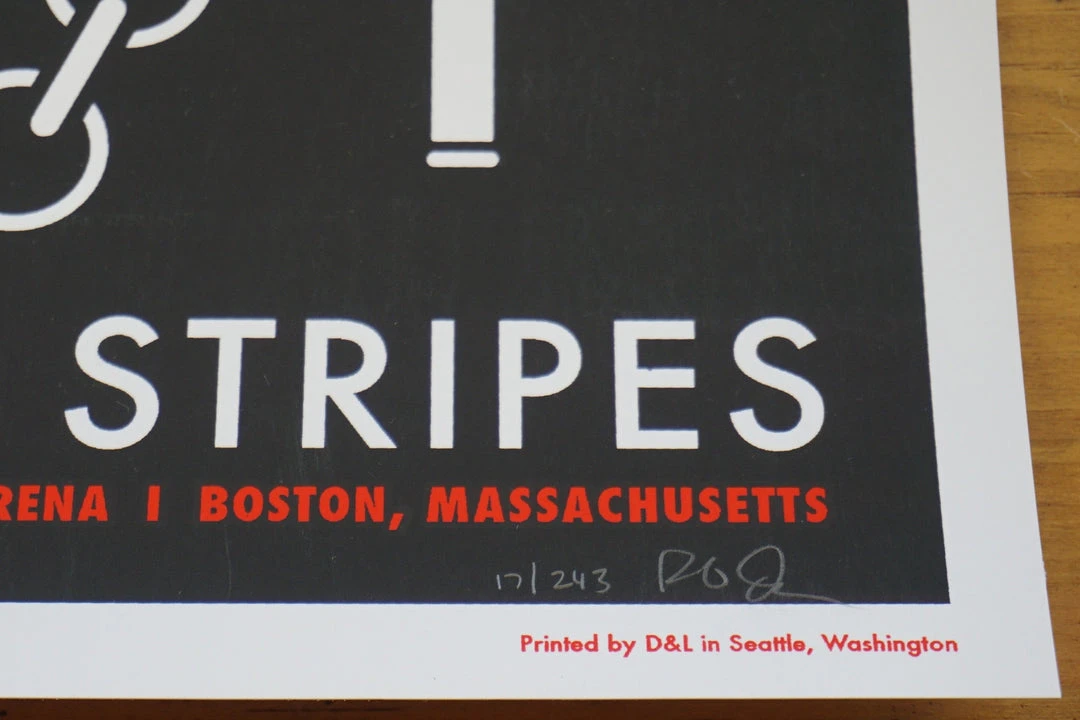 STRIPES
RENA | BOSTON, MASSACHUSETTS
17/243
Printed by D&L in Seattle, Washington